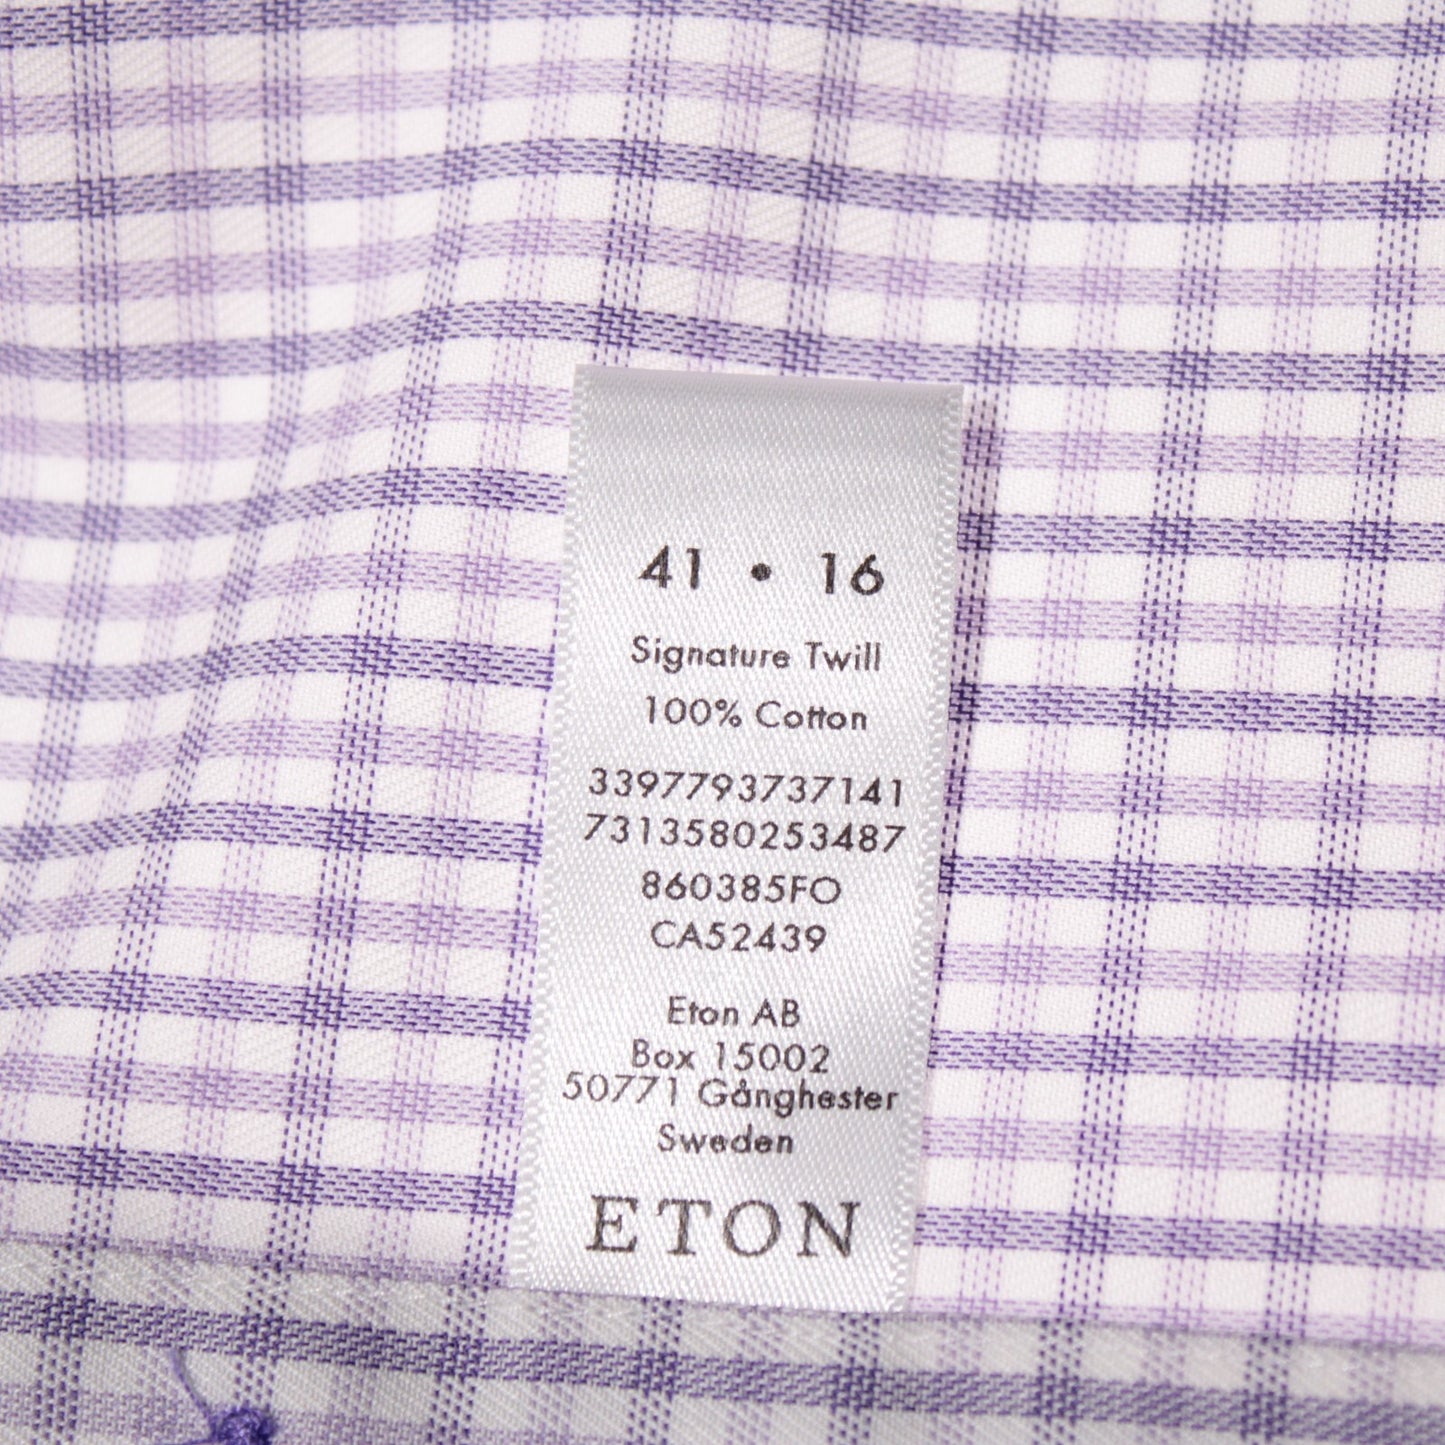 41 • 16
Signature Twill
100% Cotton
3397793737141
7313580253487
860385FO
CA52439
Eton AB
Box 15002
50771 Gånghester
Sweden
ETON